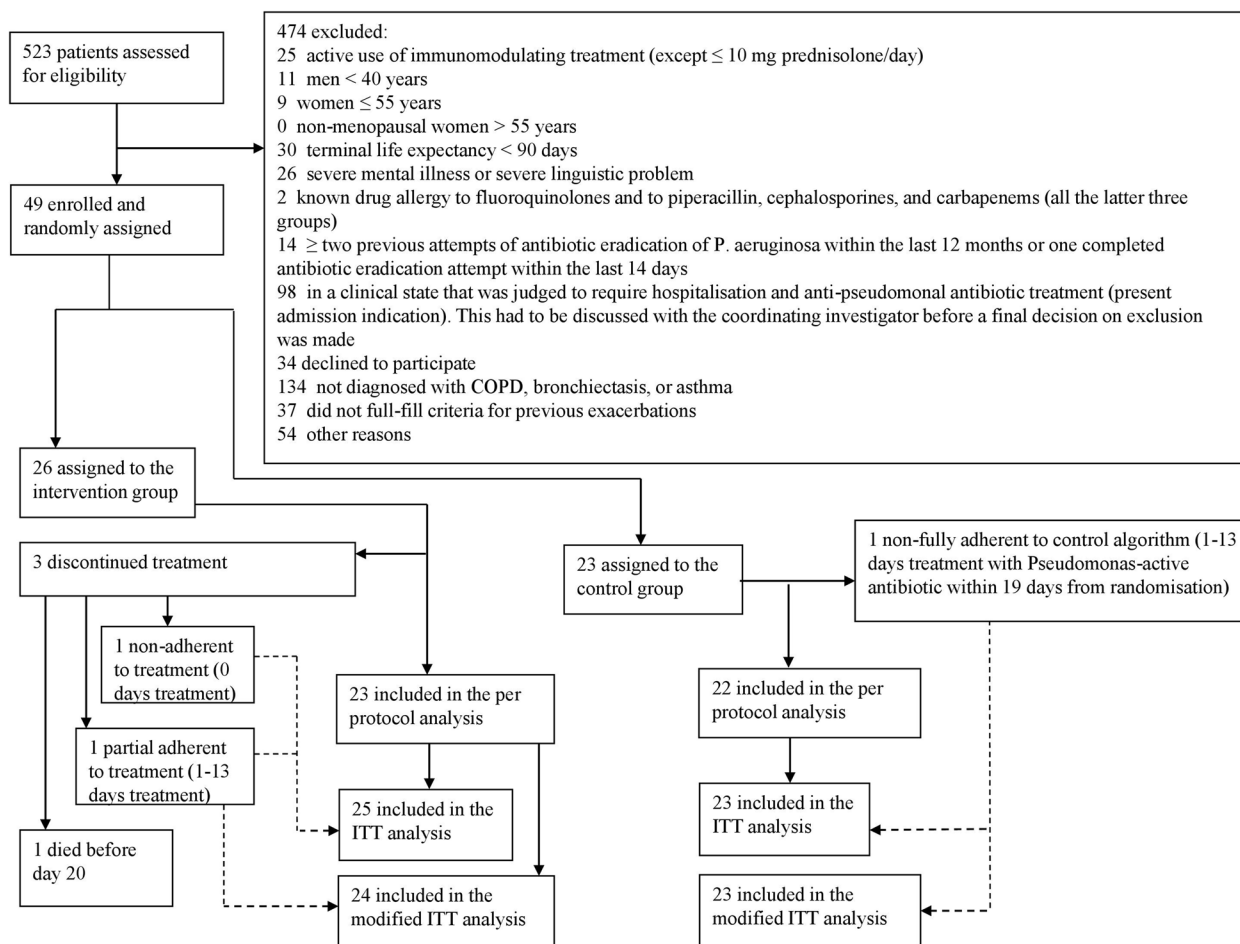 523 patients assessed
for eligibility
474 excluded:
25 active use of immunomodulating treatment (except ≤ 10 mg prednisolone/day)
11 men < 40 years
9 women ≤ 55 years
0 non-menopausal women > 55 years
30 terminal life expectancy < 90 days
26 severe mental illness or severe linguistic problem
2 known drug allergy to fluoroquinolones and to piperacillin, cephalosporines, and carbapenems (all the latter three
groups)
14 ≥ two previous attempts of antibiotic eradication of P. aeruginosa within the last 12 months or one completed
antibiotic eradication attempt within the last 14 days
98 in a clinical state that was judged to require hospitalisation and anti-pseudomonal antibiotic treatment (present
admission indication). This had to be discussed with the coordinating investigator before a final decision on exclusion
was made
34 declined to participate
134 not diagnosed with COPD, bronchiectasis, or asthma
37 did not full-fill criteria for previous exacerbations
54 other reasons
49 enrolled and
randomly assigned
26 assigned to the
intervention group
3 discontinued treatment
1 non-adherent
to treatment (0
days treatment)
1 partial adherent
to treatment (1-13
days treatment)
1 died before
day 20
23 included in the per
protocol analysis
25 included in the
ITT analysis
24 included in the
modified ITT analysis
23 assigned to the
control group
1 non-fully adherent to control algorithm (1-13
days treatment with Pseudomonas-active
antibiotic within 19 days from randomisation)
22 included in the per
protocol analysis
23 included in the
ITT analysis
23 included in the
modified ITT analysis